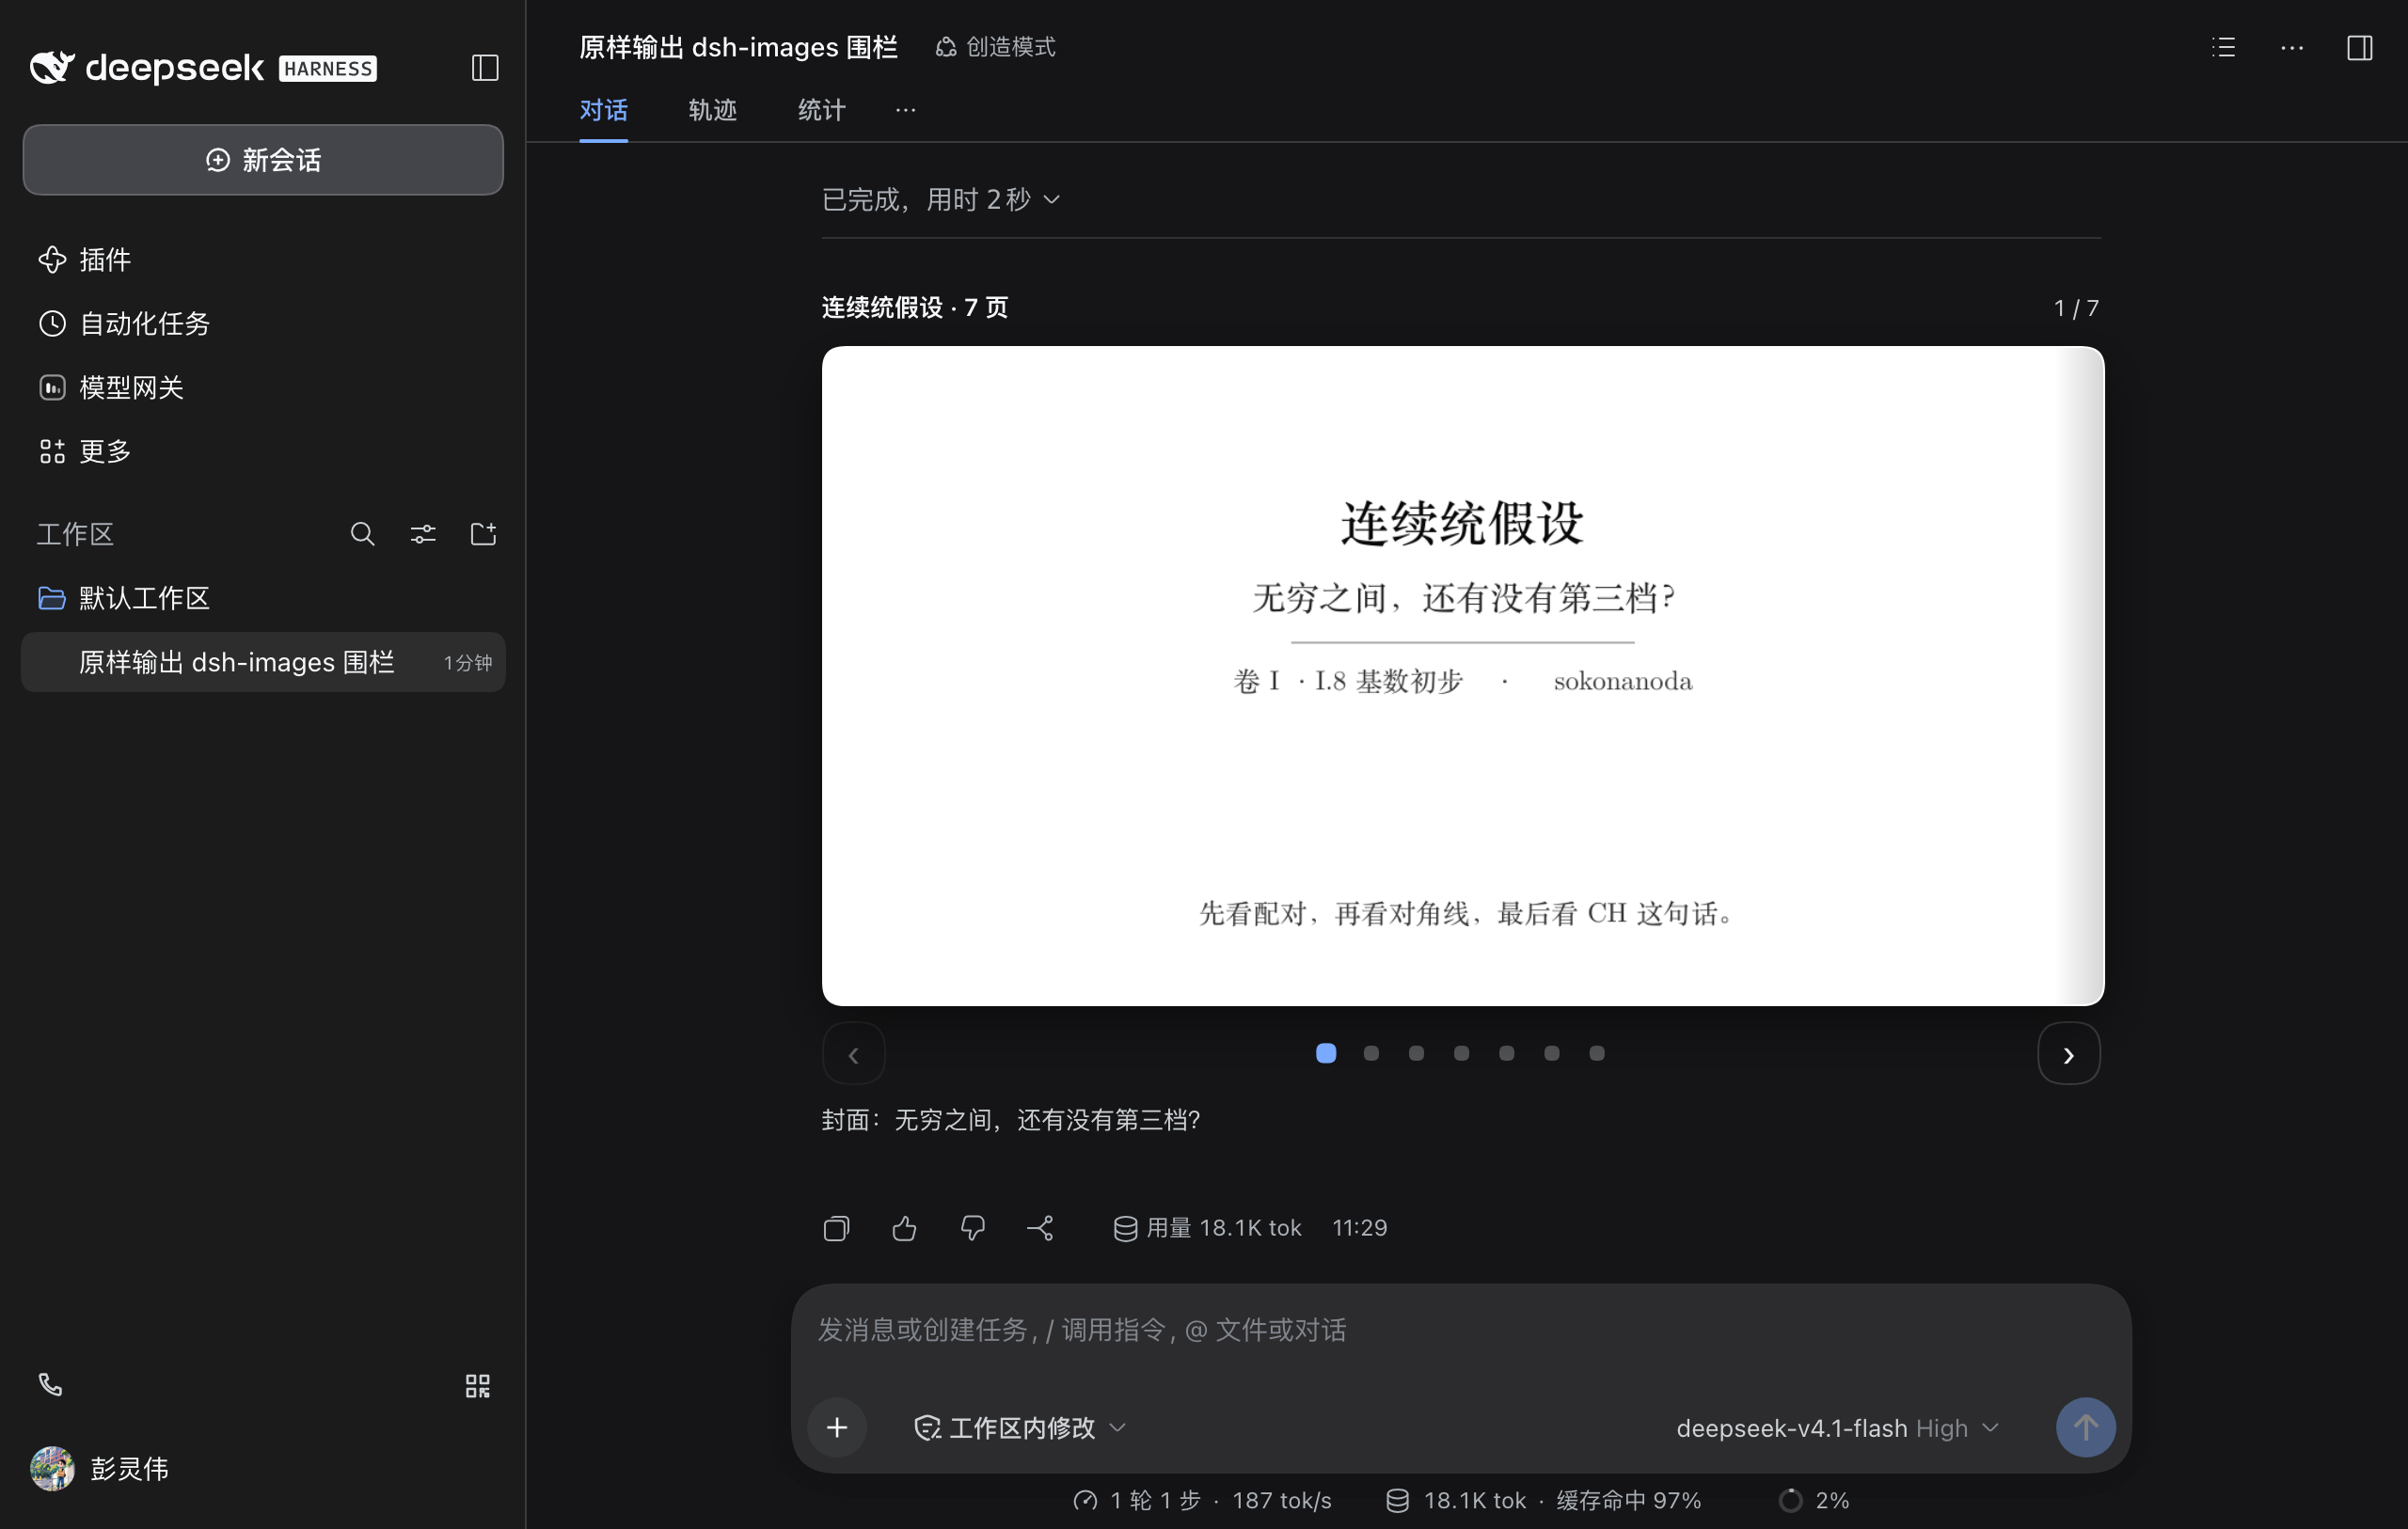 deepseek HARNESS
新会话
插件
自动化任务
模型网关
更多
工作区
默认工作区
原样输出 dsh-images 围栏 1分钟
彭灵伟
原样输出 dsh-images 围栏 创造模式
对话 轨迹 统计 ···
已完成，用时 2秒
连续统假设 · 7 页 1 / 7
连续统假设
无穷之间，还有没有第三档？
卷 I · I.8 基数初步 · sokonanoda
先看配对，再看对角线，最后看 CH 这句话。
封面：无穷之间，还有没有第三档？
用量 18.1K tok 11:29
发消息或创建任务, / 调用指令, @ 文件或对话
工作区内修改 deepseek-v4.1-flash High
1 轮 1 步 · 187 tok/s 18.1K tok · 缓存命中 97% 2%